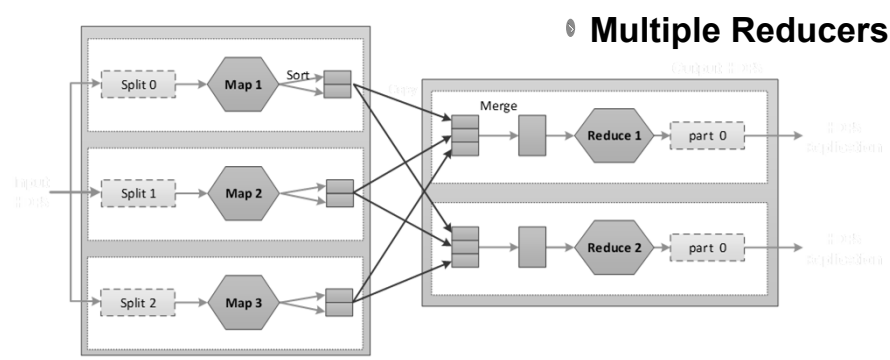 Multiple Reducers
Split 0
Map 1
Sort
Merge
Reduce 1
part 0
Split 1
Map 2
Reduce 2
part 0
Split 2
Map 3